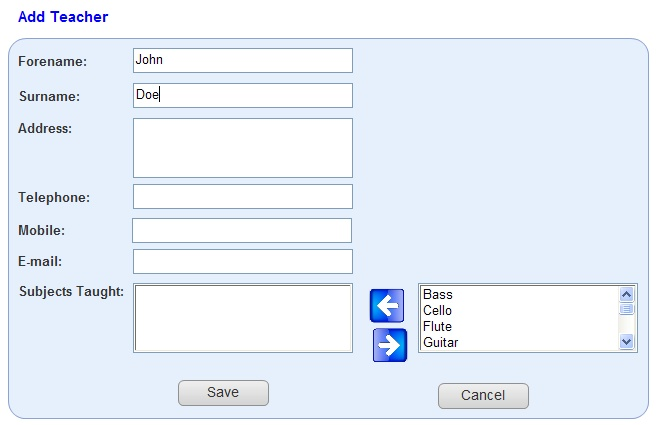 Add Teacher
Forename: John
Surname: Doe
Address:
Telephone:
Mobile:
E-mail:
Subjects Taught:
Bass
Cello
Flute
Guitar
Save Cancel